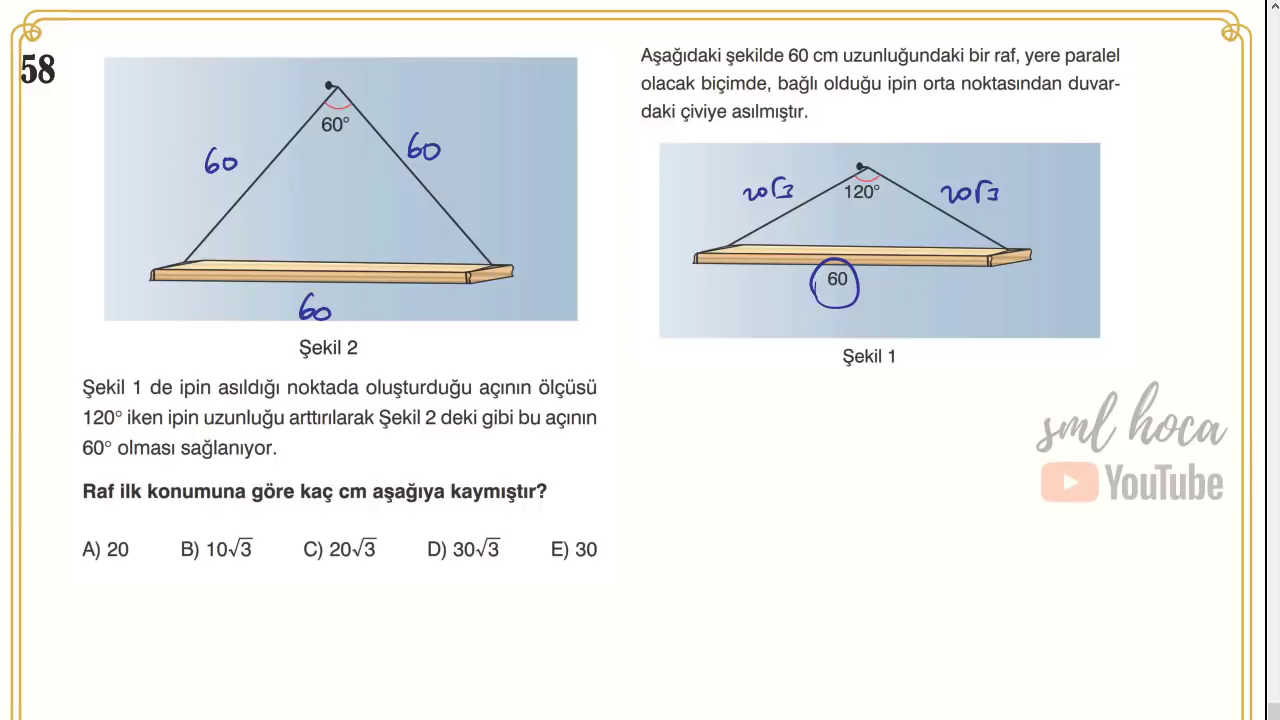 58
60°
60
60
60
Şekil 2
Şekil 1 de ipin asıldığı noktada oluşturduğu açının ölçüsü
120° iken ipin uzunluğu arttırılarak Şekil 2 deki gibi bu açının
60° olması sağlanıyor.
Raf ilk konumuna göre kaç cm aşağıya kaymıştır?
A) 20 B) 10√3 C) 20√3 D) 30√3 E) 30
Aşağıdaki şekilde 60 cm uzunluğundaki bir raf, yere paralel
olacak biçimde, bağlı olduğu ipin orta noktasından duvar-
daki çiviye asılmıştır.
20√3
120°
20√3
60
Şekil 1
sml hoca
YouTube